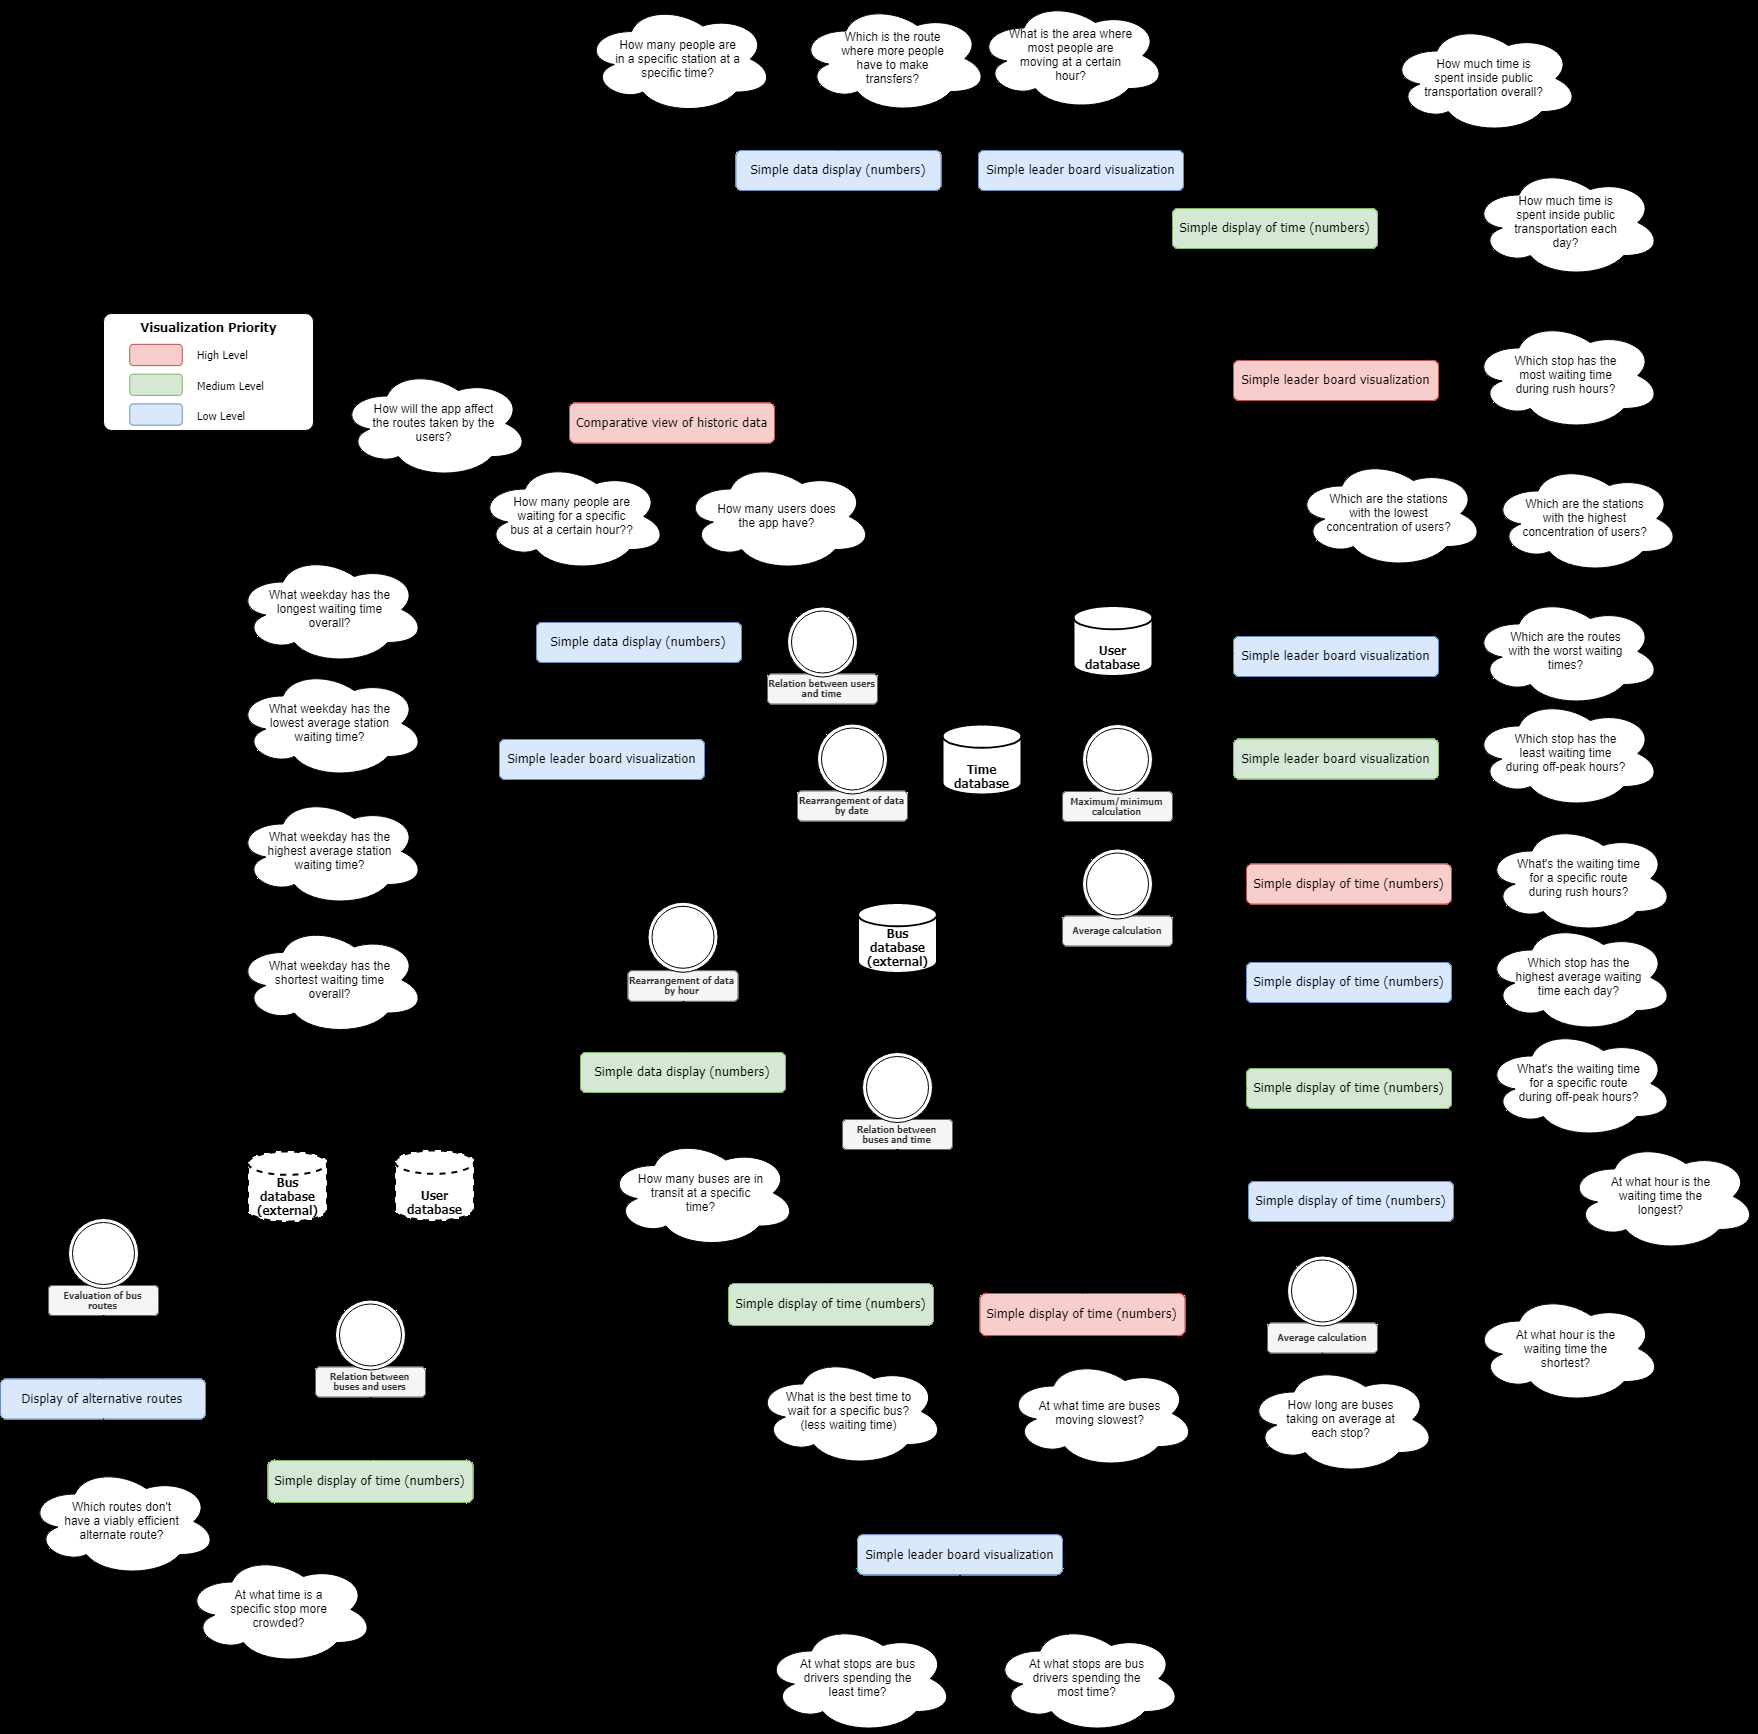 How many people are
in a specific station at a
specific time?
Which is the route
where more people
have to make
transfers?
What is the area where
most people are
moving at a certain
hour?
How much time is
spent inside public
transportation overall?
Simple data display (numbers)
Simple leader board visualization
Simple display of time (numbers)
How much time is
spent inside public
transportation each
day?
Visualization Priority
High Level
Medium Level
Low Level
How will the app affect
the routes taken by the
users?
Comparative view of historic data
Simple leader board visualization
Which stop has the
most waiting time
during rush hours?
How many people are
waiting for a specific
bus at a certain hour??
How many users does
the app have?
Which are the stations
with the lowest
concentration of users?
Which are the stations
with the highest
concentration of users?
What weekday has the
longest waiting time
overall?
Simple data display (numbers)
Relation between users
and time
User
database
Simple leader board visualization
Which are the routes
with the worst waiting
times?
What weekday has the
lowest average station
waiting time?
Simple leader board visualization
Rearrangement of data
by date
Time
database
Maximum/minimum
calculation
Simple leader board visualization
Which stop has the
least waiting time
during off-peak hours?
What weekday has the
highest average station
waiting time?
Average calculation
Simple display of time (numbers)
What's the waiting time
for a specific route
during rush hours?
What weekday has the
shortest waiting time
overall?
Rearrangement of data
by hour
Bus
database
(external)
Simple display of time (numbers)
Which stop has the
highest average waiting
time each day?
Simple data display (numbers)
Relation between
buses and time
Simple display of time (numbers)
What's the waiting time
for a specific route
during off-peak hours?
Bus
database
(external)
User
database
How many buses are in
transit at a specific
time?
Simple display of time (numbers)
At what hour is the
waiting time the
longest?
Evaluation of bus
routes
Relation between
buses and users
Simple display of time (numbers)
Simple display of time (numbers)
Average calculation
At what hour is the
waiting time the
shortest?
Display of alternative routes
What is the best time to
wait for a specific bus?
(less waiting time)
At what time are buses
moving slowest?
How long are buses
taking on average at
each stop?
Simple display of time (numbers)
Which routes don't
have a viably efficient
alternate route?
Simple leader board visualization
At what time is a
specific stop more
crowded?
At what stops are bus
drivers spending the
least time?
At what stops are bus
drivers spending the
most time?